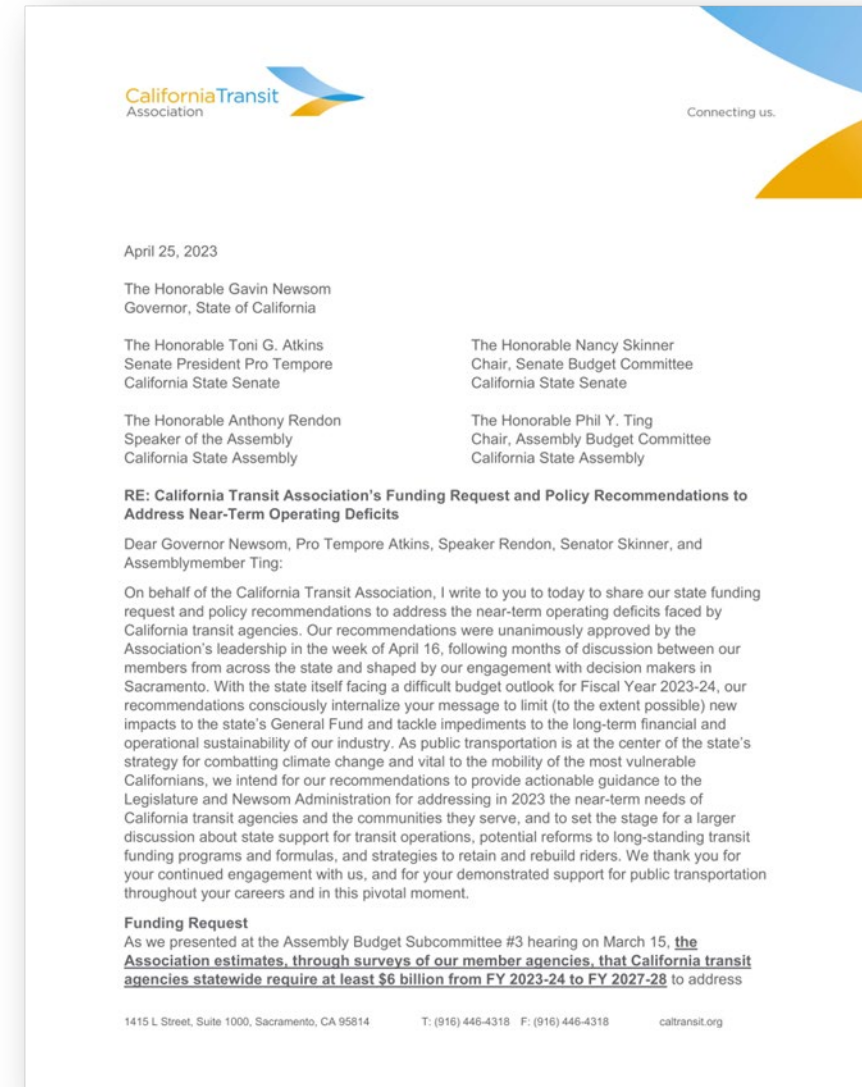 CaliforniaTransit
Association
Connecting us.
April 25, 2023
The Honorable Gavin Newsom
Governor, State of California
The Honorable Toni G. Atkins
Senate President Pro Tempore
California State Senate
The Honorable Nancy Skinner
Chair, Senate Budget Committee
California State Senate
The Honorable Anthony Rendon
Speaker of the Assembly
California State Assembly
The Honorable Phil Y. Ting
Chair, Assembly Budget Committee
California State Assembly
RE: California Transit Association's Funding Request and Policy Recommendations to
Address Near-Term Operating Deficits
Dear Governor Newsom, Pro Tempore Atkins, Speaker Rendon, Senator Skinner, and
Assemblymember Ting:
On behalf of the California Transit Association, I write to you to today to share our state funding
request and policy recommendations to address the near-term operating deficits faced by
California transit agencies. Our recommendations were unanimously approved by the
Association's leadership in the week of April 16, following months of discussion between our
members from across the state and shaped by our engagement with decision makers in
Sacramento. With the state itself facing a difficult budget outlook for Fiscal Year 2023-24, our
recommendations consciously internalize your message to limit (to the extent possible) new
impacts to the state's General Fund and tackle impediments to the long-term financial and
operational sustainability of our industry. As public transportation is at the center of the state's
strategy for combatting climate change and vital to the mobility of the most vulnerable
Californians, we intend for our recommendations to provide actionable guidance to the
Legislature and Newsom Administration for addressing in 2023 the near-term needs of
California transit agencies and the communities they serve, and to set the stage for a larger
discussion about state support for transit operations, potential reforms to long-standing transit
funding programs and formulas, and strategies to retain and rebuild riders. We thank you for
your continued engagement with us, and for your demonstrated support for public transportation
throughout your careers and in this pivotal moment.
Funding Request
As we presented at the Assembly Budget Subcommittee #3 hearing on March 15, the
Association estimates, through surveys of our member agencies, that California transit
agencies statewide require at least $6 billion from FY 2023-24 to FY 2027-28 to address
1415 L Street, Suite 1000, Sacramento, CA 95814 T: (916) 446-4318 F: (916) 446-4318 caltransit.org